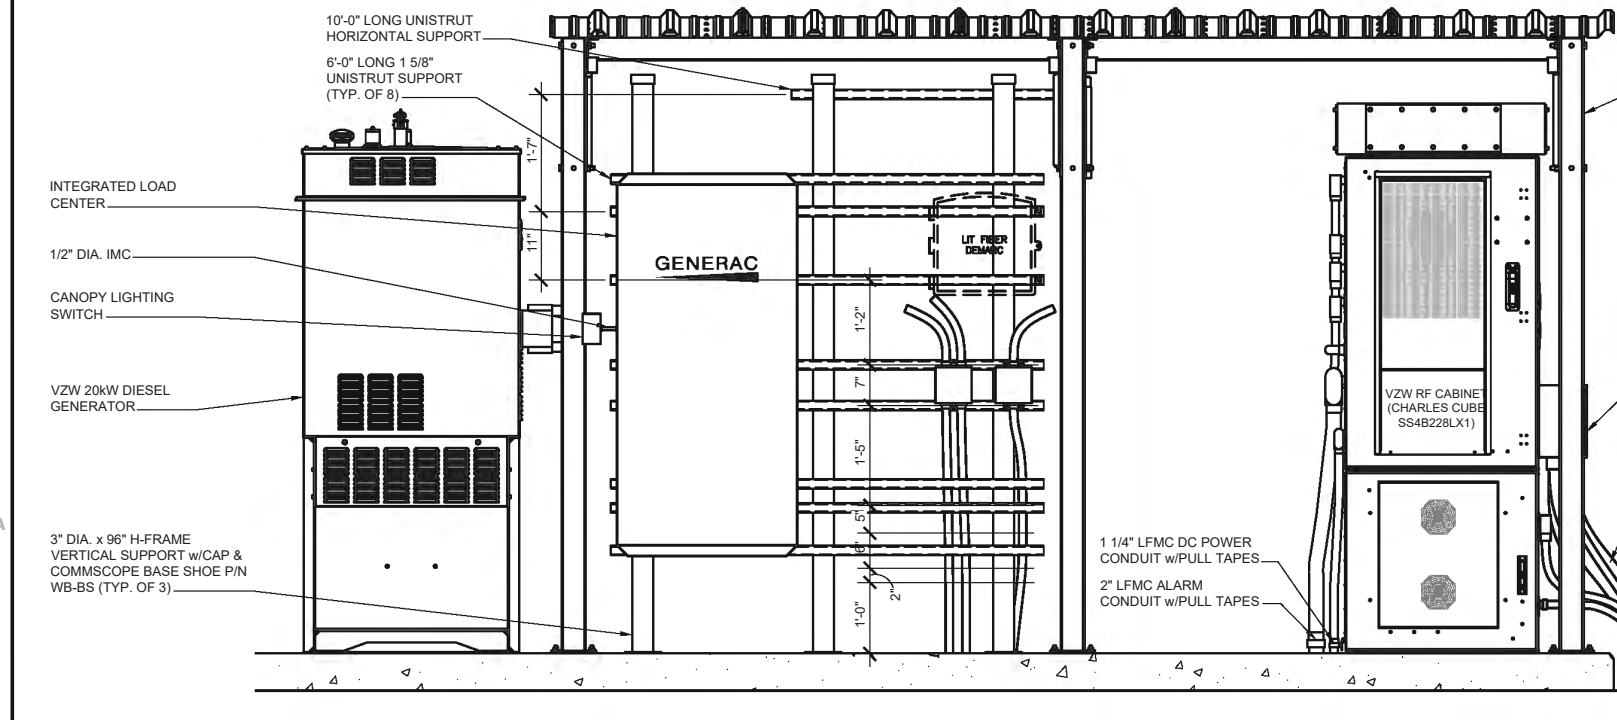 10'-0" LONG UNISTRUT
HORIZONTAL SUPPORT
6'-0" LONG 1 5/8"
UNISTRUT SUPPORT
(TYP. OF 8)
INTEGRATED LOAD
CENTER
1/2" DIA. IMC
CANOPY LIGHTING
SWITCH
VZW 20kW DIESEL
GENERATOR
3" DIA. x 96" H-FRAME
VERTICAL SUPPORT w/CAP &
COMMSCOPE BASE SHOE P/N
WB-BS (TYP. OF 3)
1'-7"
11"
GENERAC
LIT FIBER
DEMARC
1'-2"
7"
1'-5"
5"
6"
2"
1'-0"
1 1/4" LFMC DC POWER
CONDUIT w/PULL TAPES
2" LFMC ALARM
CONDUIT w/PULL TAPES
VZW RF CABINET
(CHARLES CUBE
SS4B228LX1)
A